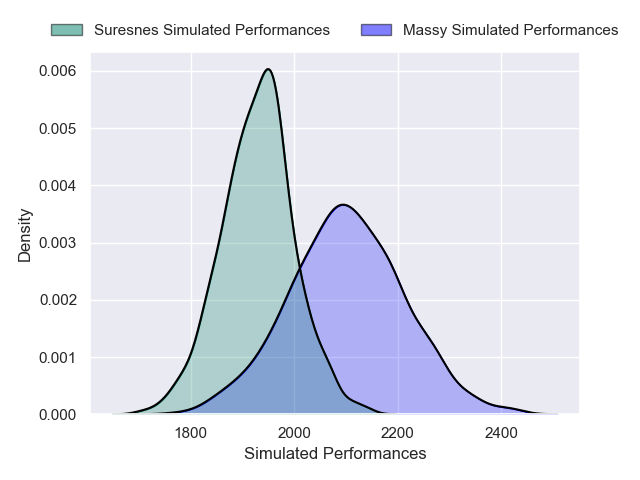 Suresnes Simulated Performances Massy Simulated Performances
0.006
0.005
0.004
0.003
0.002
0.001
0.000
Density
1800 2000 2200 2400
Simulated Performances